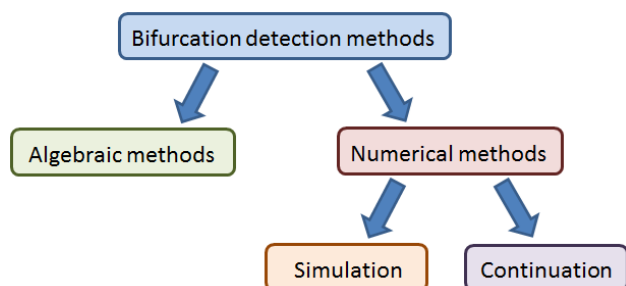 Bifurcation detection methods
Algebraic methods
Numerical methods
Simulation
Continuation